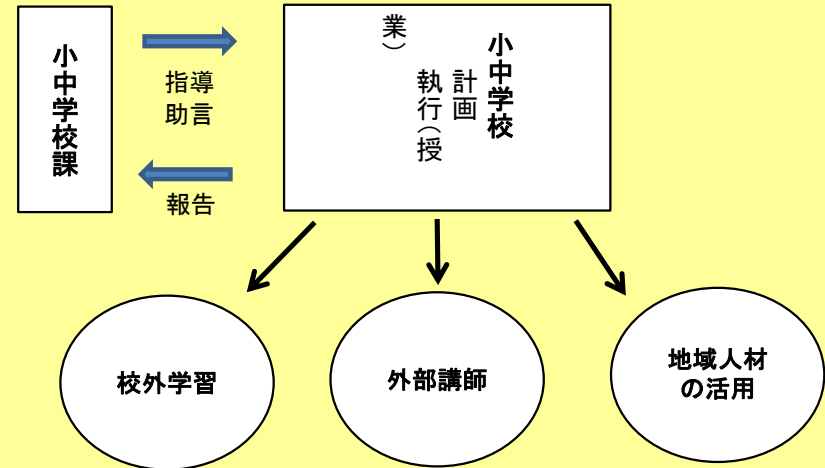 小中学校課
指導
助言
報告
小中学校
計画
執行(授
業)
校外学習
外部講師
地域人材
の活用